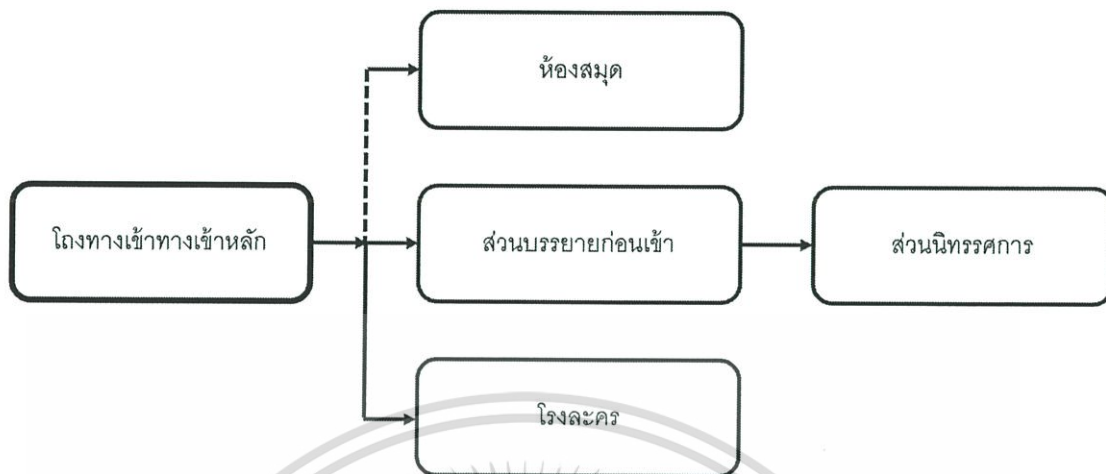 ห้องสมุด
โถงทางเข้าทางเข้าหลัก
ส่วนบรรยายก่อนเข้า
ส่วนนิทรรศการ
โรงละคร